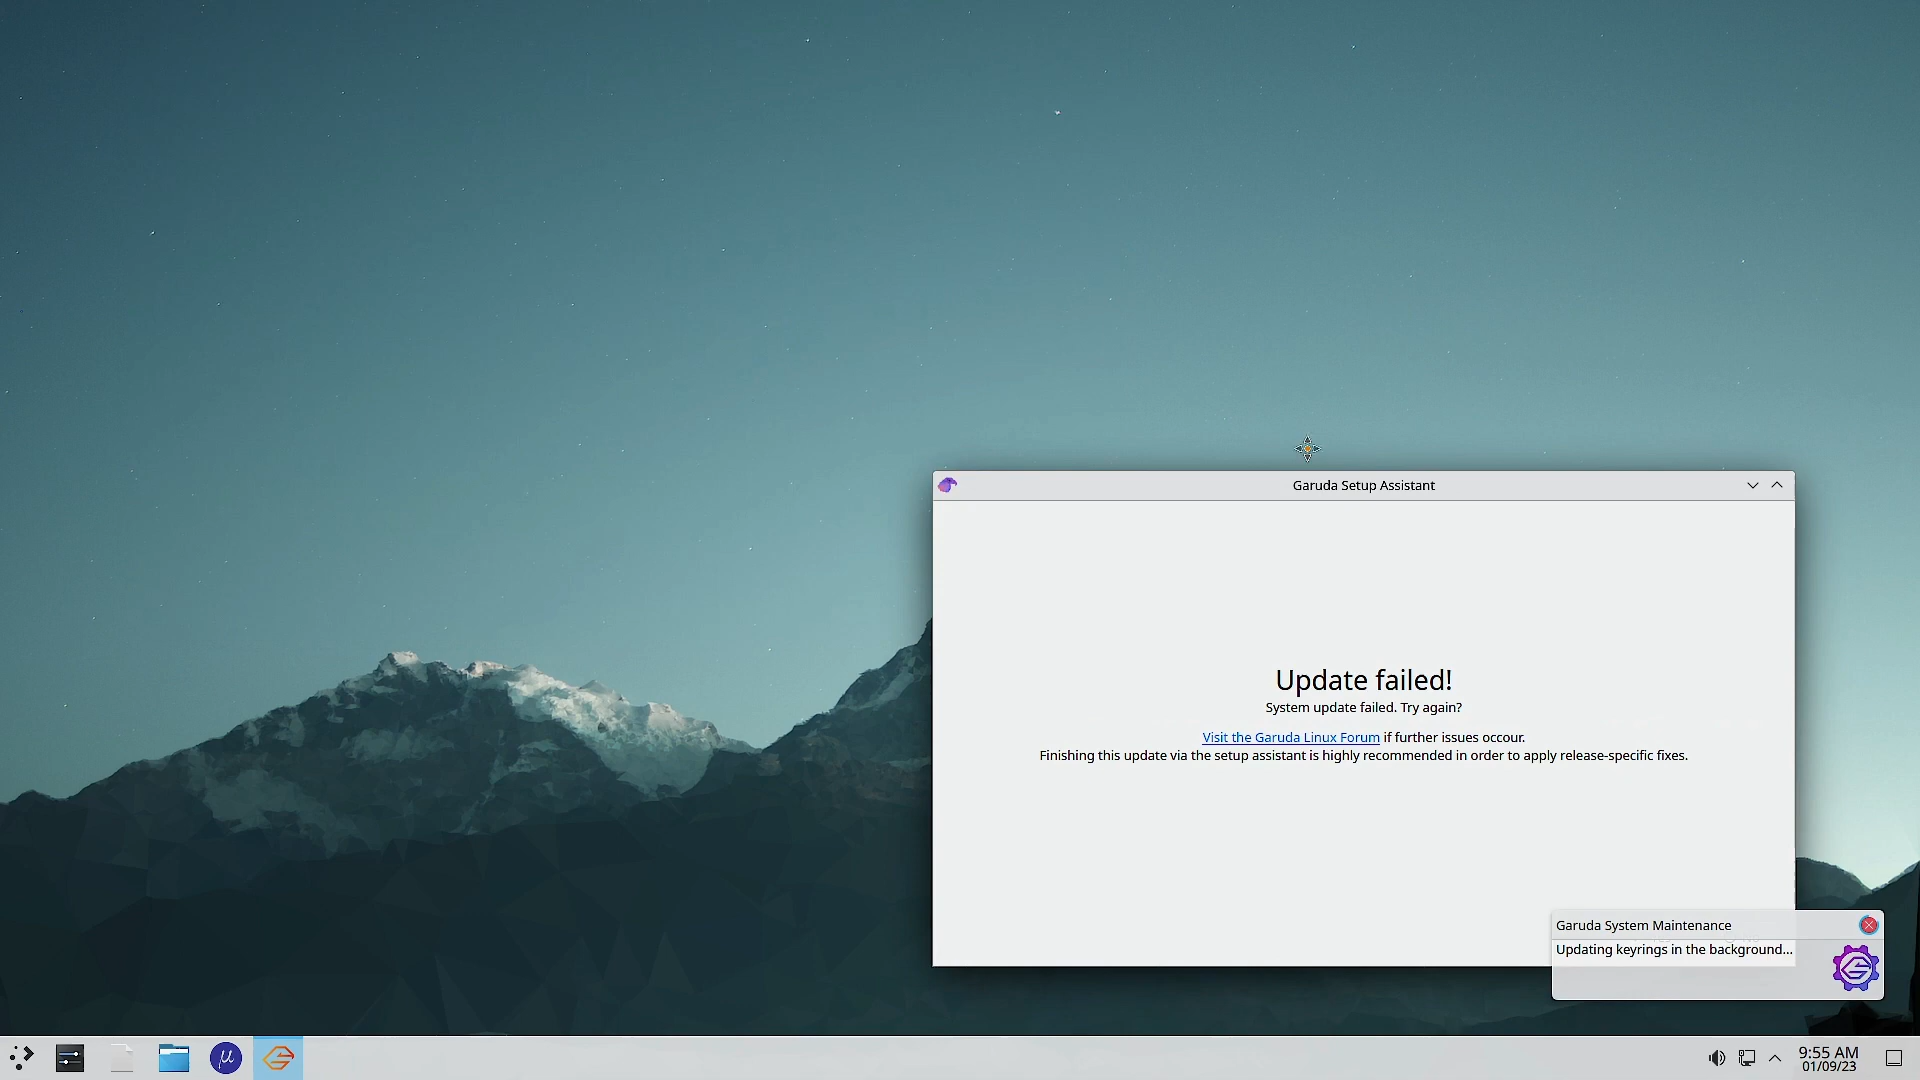 Garuda Setup Assistant
Update failed!
System update failed. Try again?
Visit the Garuda Linux Forum if further issues occour.
Finishing this update via the setup assistant is highly recommended in order to apply release-specific fixes.
Garuda System Maintenance
Updating keyrings in the background...
μ
9:55 AM
01/09/23